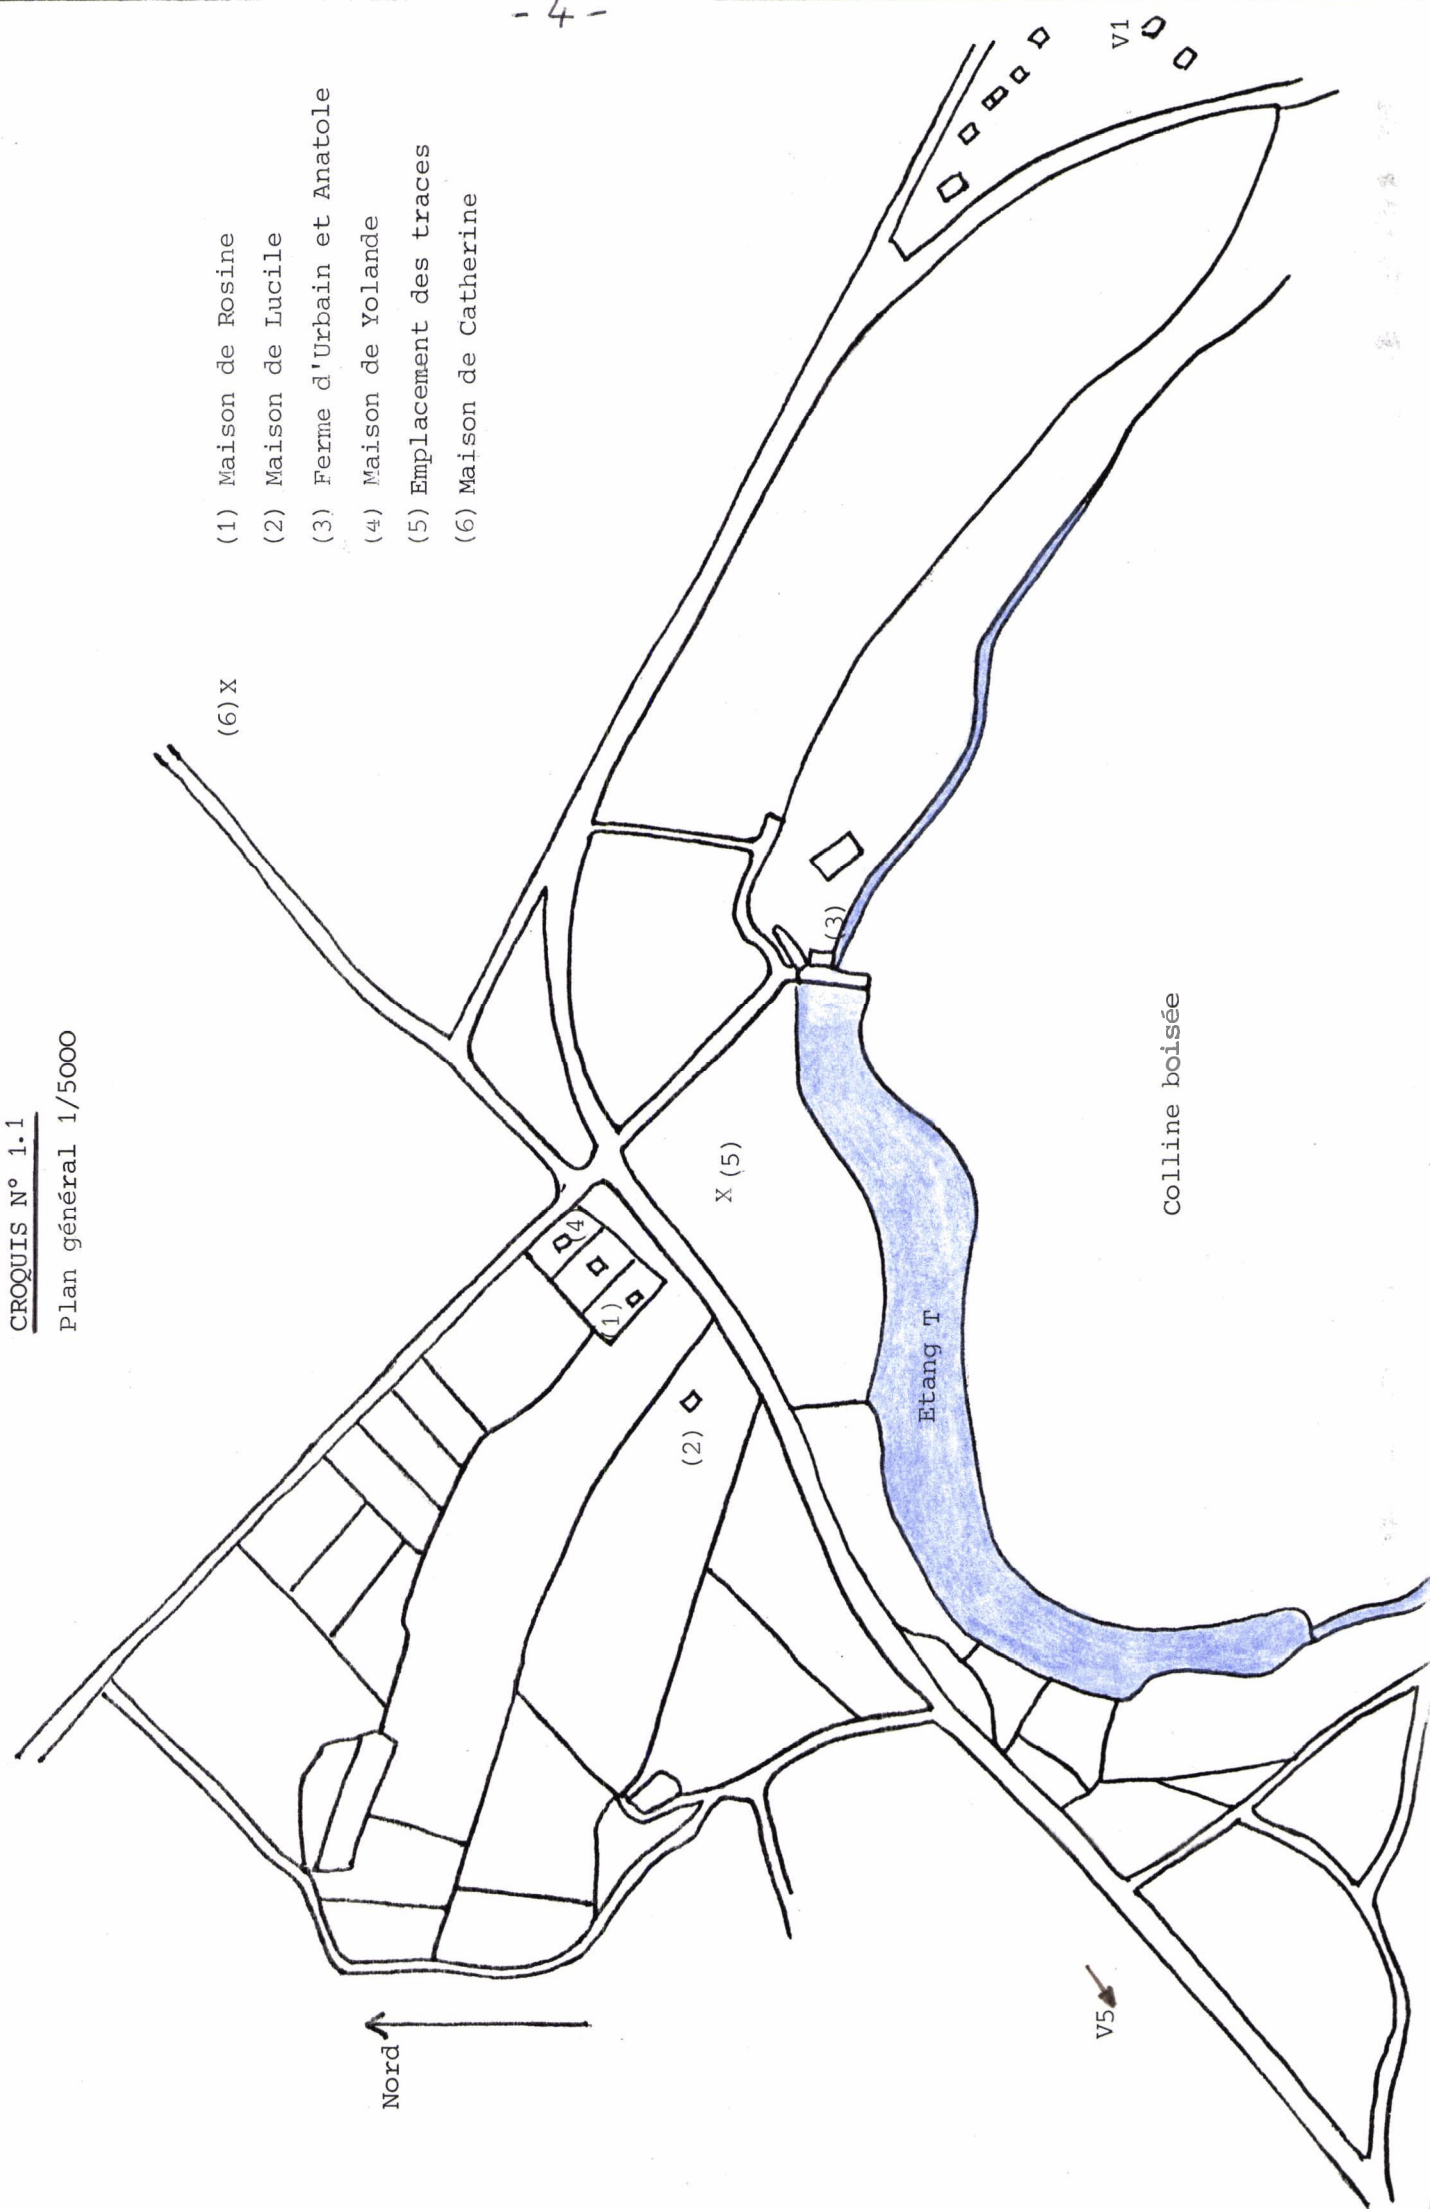 - 4 -
CROQUIS N° 1.1
Plan général 1/5000
(1) Maison de Rosine
(2) Maison de Lucile
(3) Ferme d'Urbain et Anatole
(4) Maison de Yolande
(5) Emplacement des traces
(6) Maison de Catherine
(6) X
V1
(4
(1)
(2)
X (5)
(3)
Etang T
Colline boisée
Nord
V5